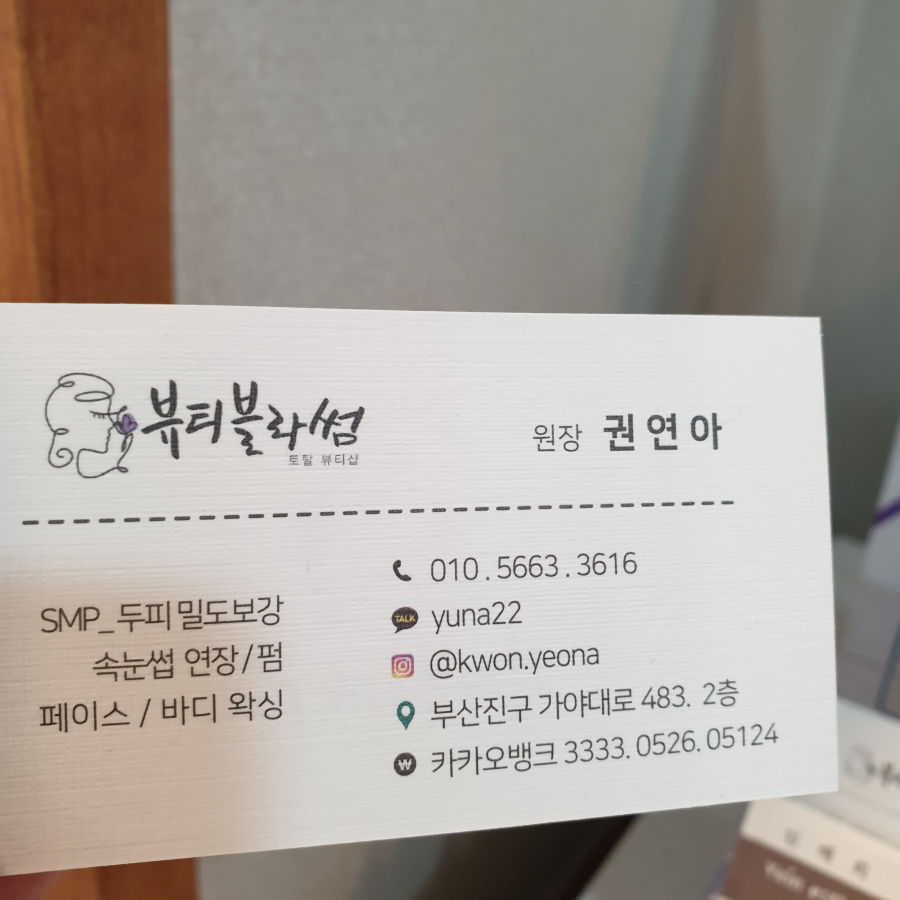 뷰티블라썸
토탈 뷰티샵
원장 권연아
SMP_두피 밀도보강
속눈썹 연장/펌
페이스 / 바디 왁싱
010.5663.3616
TALK
yuna22
@kwon.yeona
부산진구 가야대로 483. 2층
₩ 카카오뱅크 3333.0526.05124